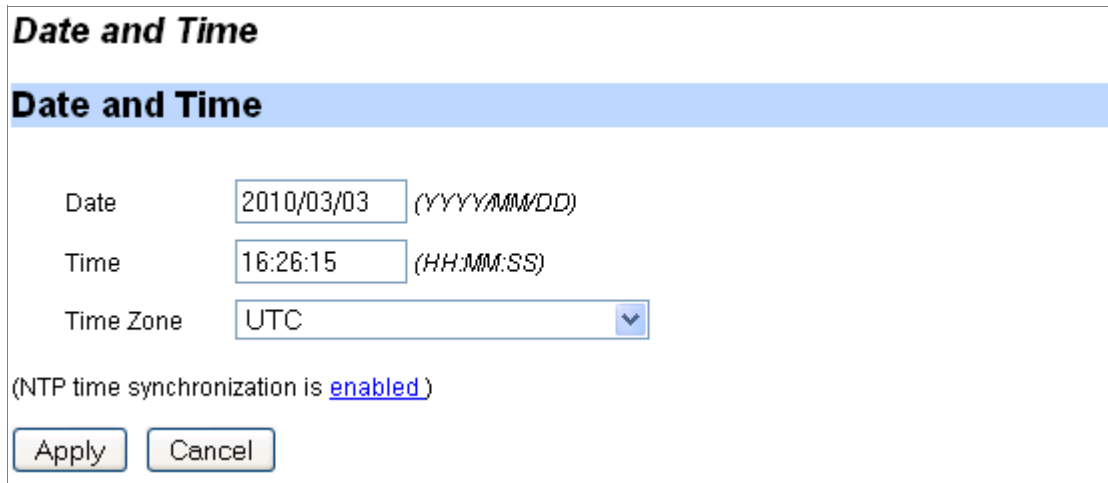 Date and Time
Date and Time
Date 2010/03/03 (YYYY/MM/DD)
Time 16:26:15 (HH:MM:SS)
Time Zone UTC
(NTP time synchronization is enabled )
Apply Cancel